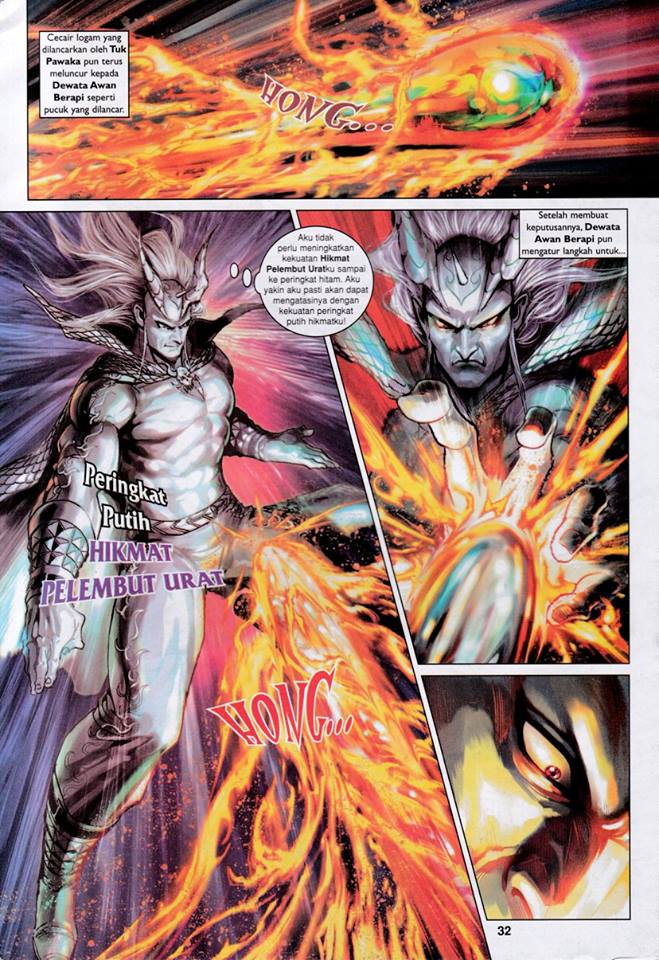 Cecair logam yang
dilancarkan oleh Tuk
Pawaka pun terus
meluncur kepada
Dewata Awan
Berapi seperti
pucuk yang dilancar.
HONG...
Aku tidak
perlu meningkatkan
kekuatan Hikmat
Pelembut Uratku sampai
ke peringkat hitam. Aku
yakin aku pasti akan dapat
mengatasinya dengan
kekuatan peringkat
putih hikmatku!
Setelah membuat
keputusannya, Dewata
Awan Berapi pun
mengatur langkah untuk...
Peringkat
Putih
HIKMAT
PELEMBUT URAT
HONG...
32